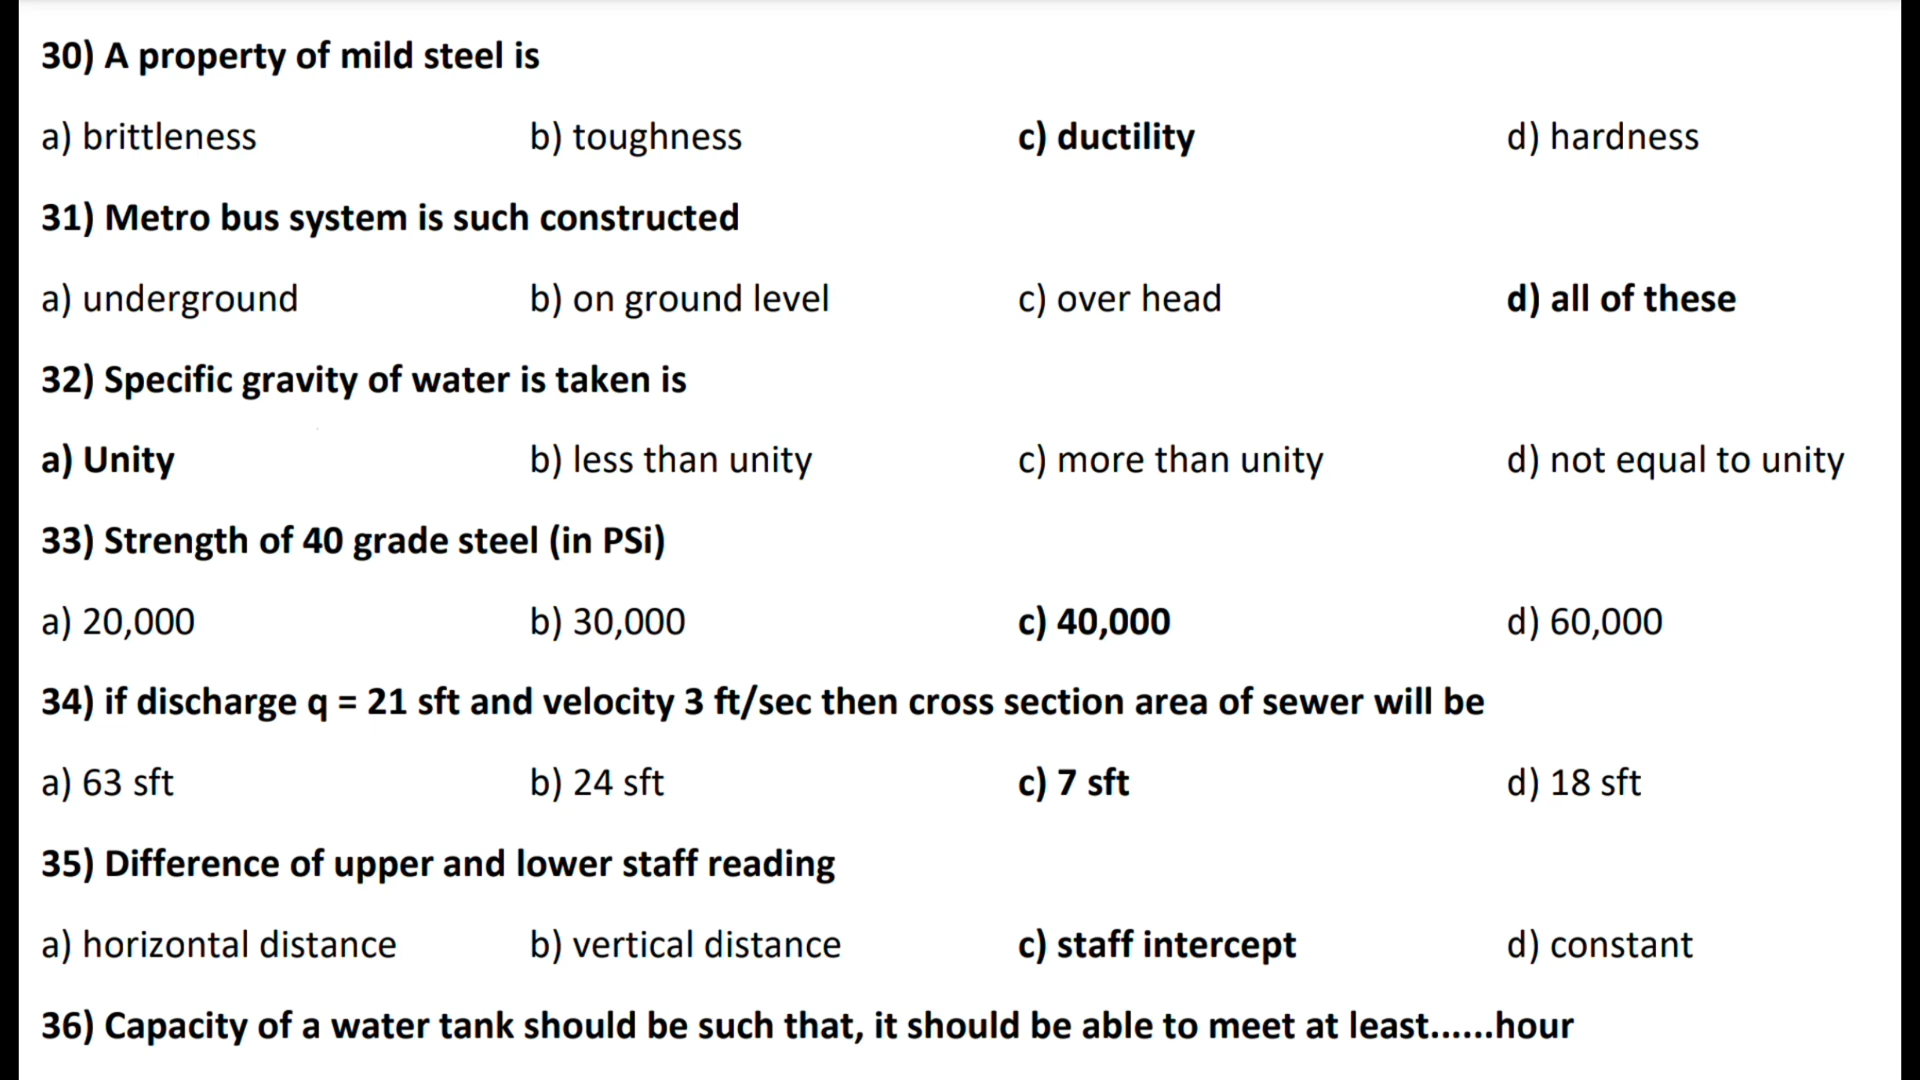 30) A property of mild steel is
a) brittleness b) toughness c) ductility d) hardness
31) Metro bus system is such constructed
a) underground b) on ground level c) over head d) all of these
32) Specific gravity of water is taken is
a) Unity b) less than unity c) more than unity d) not equal to unity
33) Strength of 40 grade steel (in PSi)
a) 20,000 b) 30,000 c) 40,000 d) 60,000
34) if discharge q = 21 sft and velocity 3 ft/sec then cross section area of sewer will be
a) 63 sft b) 24 sft c) 7 sft d) 18 sft
35) Difference of upper and lower staff reading
a) horizontal distance b) vertical distance c) staff intercept d) constant
36) Capacity of a water tank should be such that, it should be able to meet at least......hour